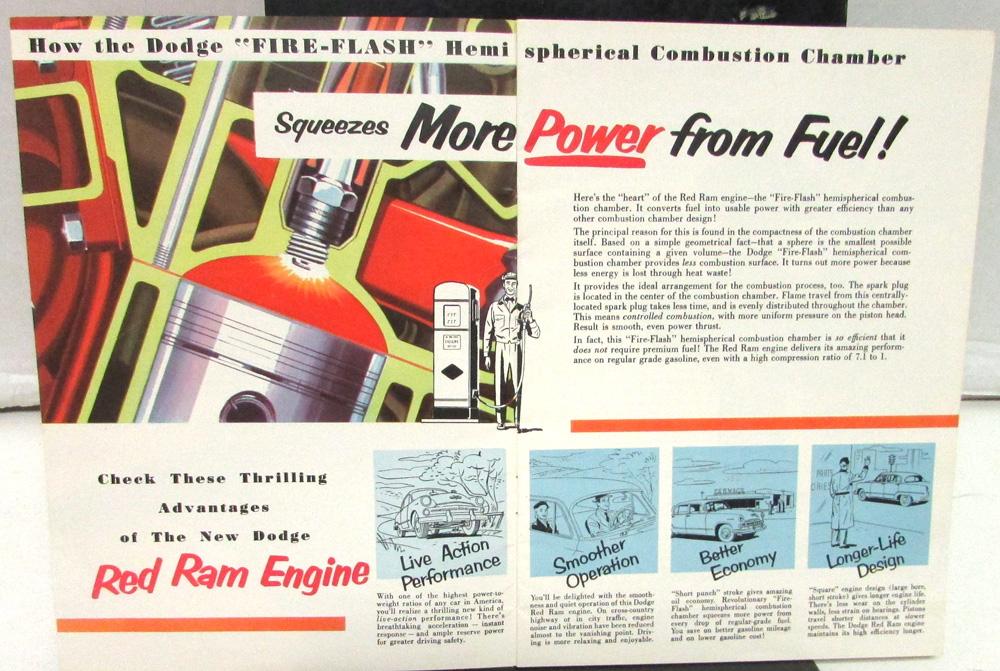 How the Dodge "FIRE-FLASH" Hemispherical Combustion Chamber
Squeezes More Power from Fuel!
Here's the "heart" of the Red Ram engine—the "Fire-Flash" hemispherical combus-
tion chamber. It converts fuel into usable power with greater efficiency than any
other combustion chamber design!
The principal reason for this is found in the compactness of the combustion chamber
itself. Based on a simple geometrical fact—that a sphere is the smallest possible
surface containing a given volume—the Dodge "Fire-Flash" hemispherical com-
bustion chamber provides less combustion surface. It turns out more power because
less energy is lost through heat waste!
It provides the ideal arrangement for the combustion process, too. The spark plug
is located in the center of the combustion chamber. Flame travel from this centrally-
located spark plug takes less time, and is evenly distributed throughout the chamber.
This means controlled combustion, with more uniform pressure on the piston head.
Result is smooth, even power thrust.
In fact, this "Fire-Flash" hemispherical combustion chamber is so efficient that it
does not require premium fuel! The Red Ram engine delivers its amazing perform-
ance on regular grade gasoline, even with a high compression ratio of 7.1 to 1.
Check These Thrilling
Advantages
of The New Dodge
Red Ram Engine
Live Action
Performance
With one of the highest power-to-
weight ratios of any car in America,
you'll realize a thrilling new kind of
live-action performance! There's
breathtaking acceleration — instant
response — and ample reserve power
for greater driving safety.
Smoother
Operation
You'll be delighted with the smooth-
ness and quiet operation of this Dodge
Red Ram engine. On cross-country
highway or in city traffic, engine
noise and vibration have been reduced
almost to the vanishing point. Driv-
ing is more relaxing and enjoyable.
GARAGE
Better
Economy
"Short punch" stroke gives amazing
oil economy. Revolutionary "Fire-
Flash" hemispherical combustion
chamber squeezes more power from
every drop of regular-grade fuel.
You save on better gasoline mileage
and on lower gasoline cost!
Longer-Life
Design
"Square" engine design (large bore,
short stroke) gives longer engine life.
There's less wear on the cylinder
walls, less strain on bearings. Pistons
travel shorter distances at slower
speeds. The Dodge Red Ram engine
maintains its high efficiency longer.